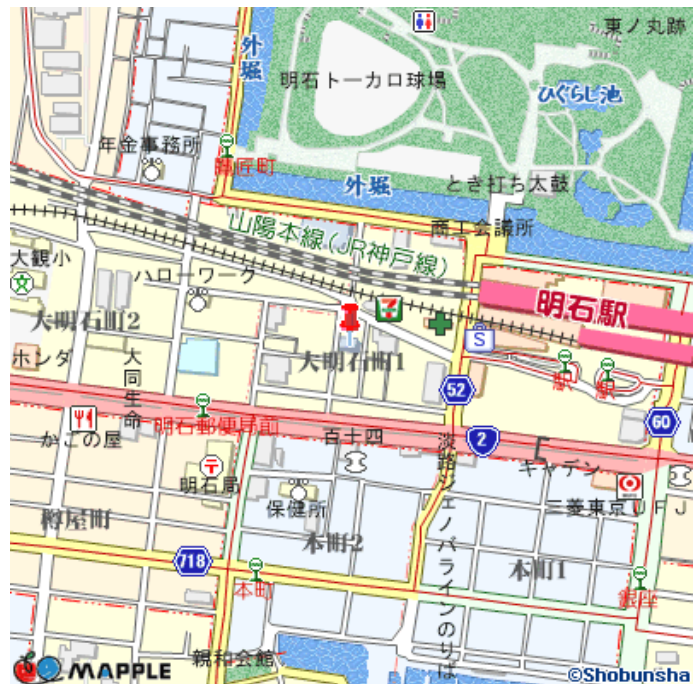 東ノ丸跡
外堀
明石トーカロ球場
ひぐらし池
年金事務所
鷹匠町
外堀
とき打ち太鼓
山陽本線(JR神戸線)
商工会議所
大観小
ハローワーク
明石駅
大明石町2
大明石町1
S
ホンダ
大同生命
駅
駅
52
60
明石郵便局前
2
かごの屋
百十四
淡路ジェノバラインのりば
キャデン
明石局
三菱東京UFJ
保健所
樽屋町
本町2
718
本町
本町1
銀座
親和会館
MAPPLE
©Shobunsha